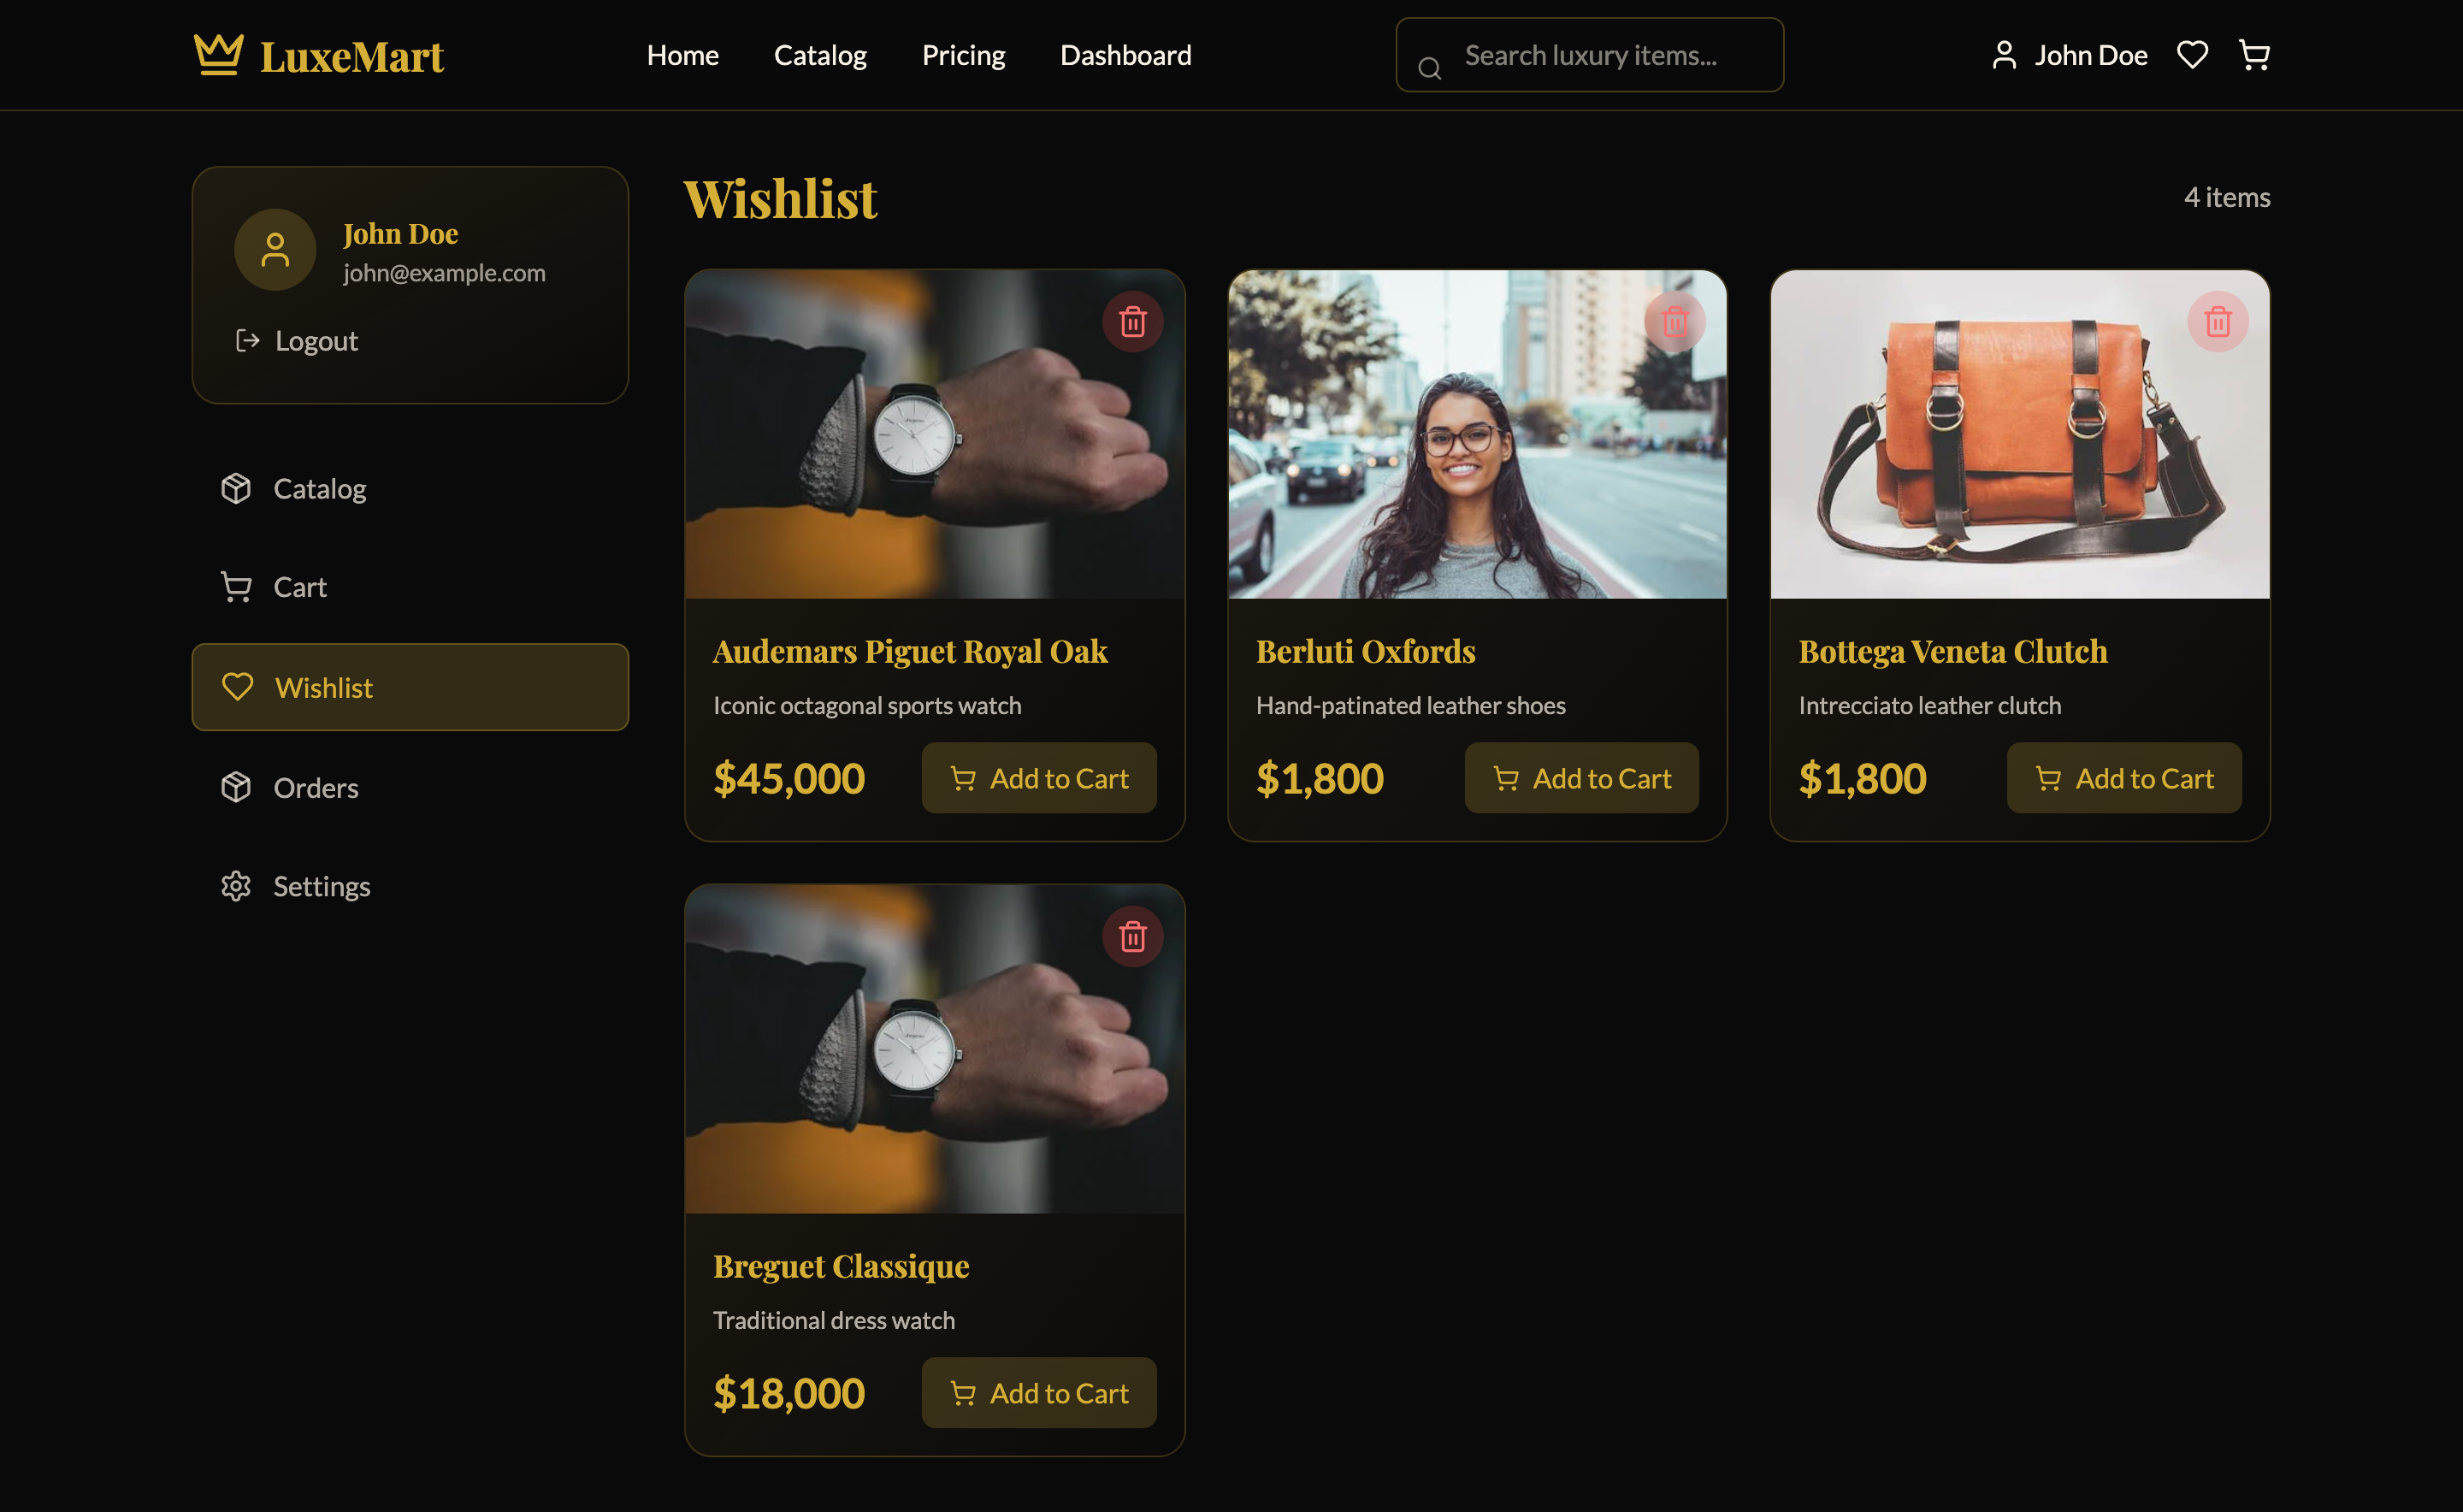 LuxeMart
Home
Catalog
Pricing
Dashboard
Search luxury items...
John Doe
John Doe
john@example.com
Logout
Catalog
Cart
Wishlist
Orders
Settings
Wishlist
4 items
Audemars Piguet Royal Oak
Iconic octagonal sports watch
$45,000
Add to Cart
Berluti Oxfords
Hand-patinated leather shoes
$1,800
Add to Cart
Bottega Veneta Clutch
Intrecciato leather clutch
$1,800
Add to Cart
Breguet Classique
Traditional dress watch
$18,000
Add to Cart